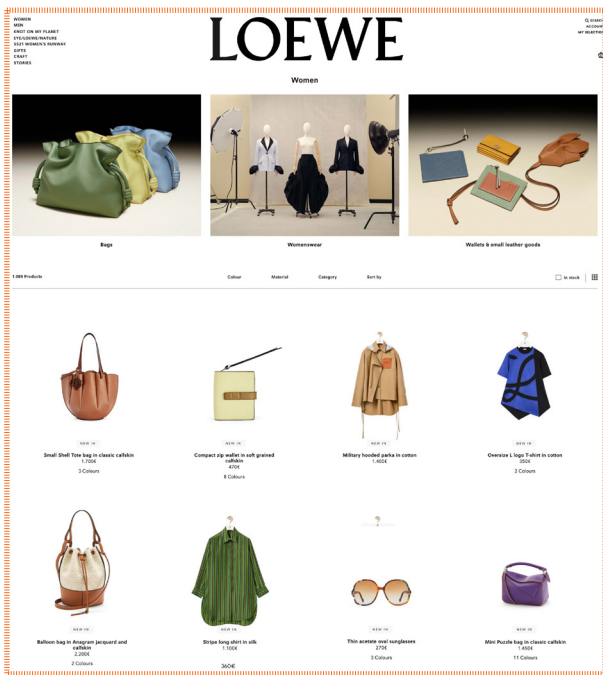 WOMEN
MEN
KNOT ON MY PLANET
EYE/LOEWE/NATURE
SS21 WOMEN'S RUNWAY
GIFTS
CRAFT
STORIES
LOEWE
SEARCH
ACCOUNT
MY SELECTION
Women
Bags
Womenswear
Wallets & small leather goods
Products
Colour
Material
Category
Sort by
In stock
NEW IN
NEW IN
NEW IN
NEW IN
Small Shell Tote bag in classic calfskin
1.700€
3 Colours
Compact zip wallet in soft grained
calfskin
470€
8 Colours
Military hooded parka in cotton
Oversize L logo T-shirt in cotton
350€
2 Colours
NEW IN
NEW IN
NEW IN
NEW IN
Balloon bag in Anagram jacquard and
calfskin
2.200€
2 Colours
Stripe long shirt in silk
1.100€
360€
Thin acetate oval sunglasses
270€
3 Colours
Mini Puzzle bag in classic calfskin
1.450€
11 Colours